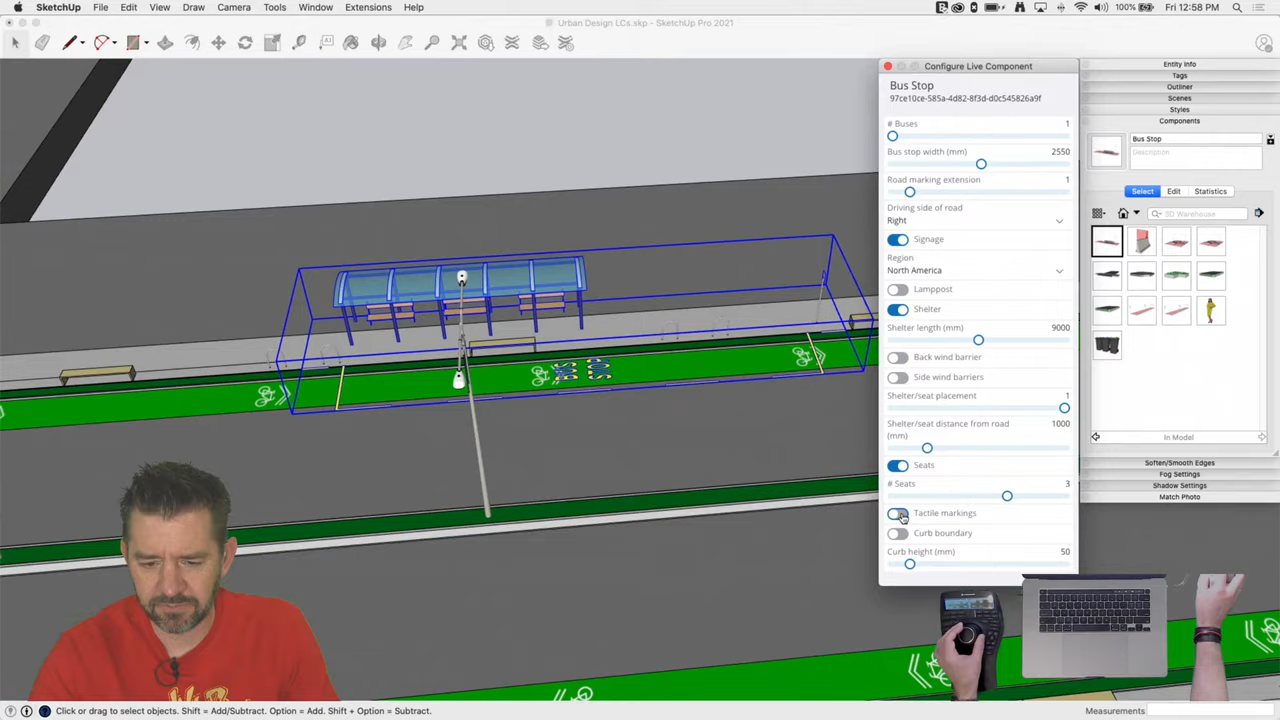 SketchUp File Edit View Draw Camera Tools Window Extensions Help 100% Fri 12:58 PM
Urban Design LCs.skp - SketchUp Pro 2021
Configure Live Component
Bus Stop
97ce10ce-585a-4d82-8f3d-d0c545826a9f
# Buses 1
Bus stop width (mm) 2550
Road marking extension 1
Driving side of road
Right
Signage
Region
North America
Lamppost
Shelter
Shelter length (mm) 9000
Back wind barrier
Side wind barriers
Shelter/seat placement 1
Shelter/seat distance from road 1000
(mm)
Seats
# Seats 3
Tactile markings
Curb boundary
Curb height (mm) 50
Entity Info
Tags
Outliner
Scenes
Styles
Components
Bus Stop
Description
Select Edit Statistics
3D Warehouse
In Model
Soften/Smooth Edges
Fog Settings
Shadow Settings
Match Photo
BUS
STOP
Click or drag to select objects. Shift = Add/Subtract. Option = Add. Shift + Option = Subtract.
Measurements